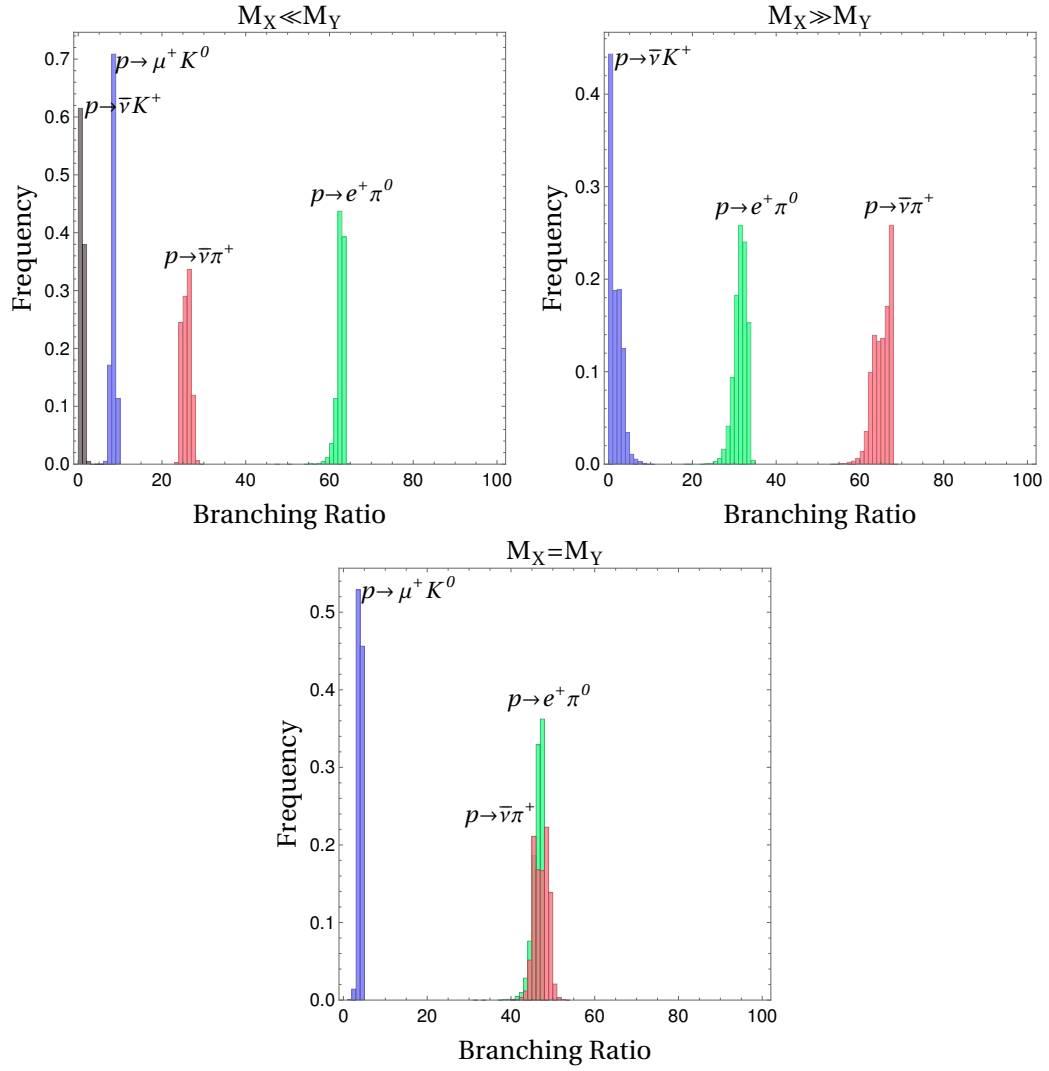 M_X≪M_Y
p→μ⁺K⁰
p→ν̅K⁺
p→e⁺π⁰
p→ν̅π⁺
Frequency
0.7
0.6
0.5
0.4
0.3
0.2
0.1
0.0
0 20 40 60 80 100
Branching Ratio
M_X≫M_Y
p→ν̅K⁺
p→e⁺π⁰
p→ν̅π⁺
Frequency
0.4
0.3
0.2
0.1
0.0
0 20 40 60 80 100
Branching Ratio
M_X=M_Y
p→μ⁺K⁰
p→e⁺π⁰
p→ν̅π⁺
Frequency
0.5
0.4
0.3
0.2
0.1
0.0
0 20 40 60 80 100
Branching Ratio